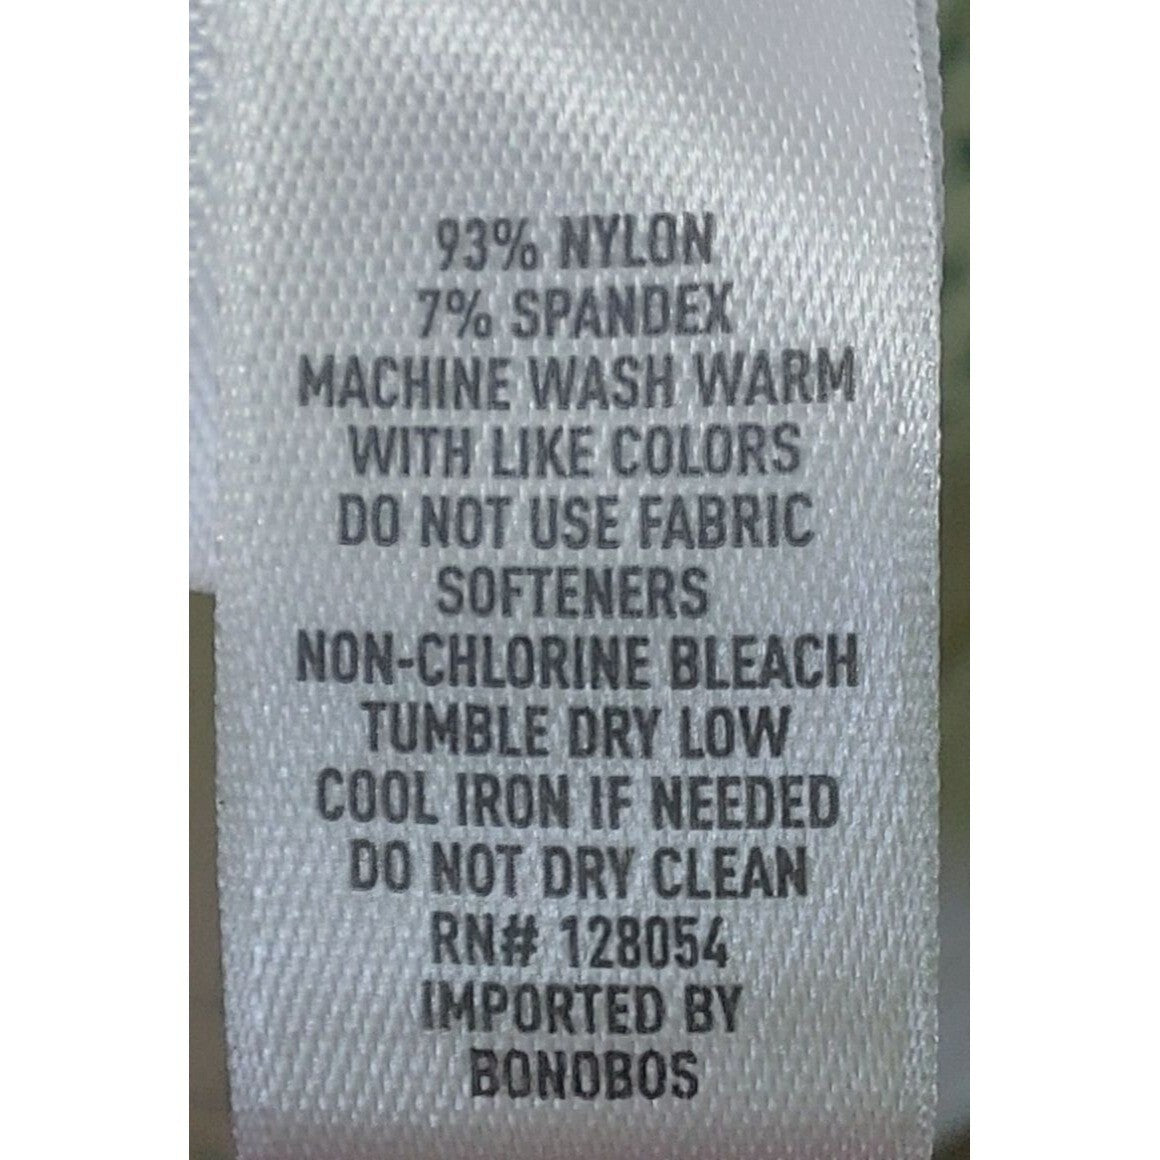 93% NYLON
7% SPANDEX
MACHINE WASH WARM
WITH LIKE COLORS
DO NOT USE FABRIC
SOFTENERS
NON-CHLORINE BLEACH
TUMBLE DRY LOW
COOL IRON IF NEEDED
DO NOT DRY CLEAN
RN# 128054
IMPORTED BY
BONOBOS